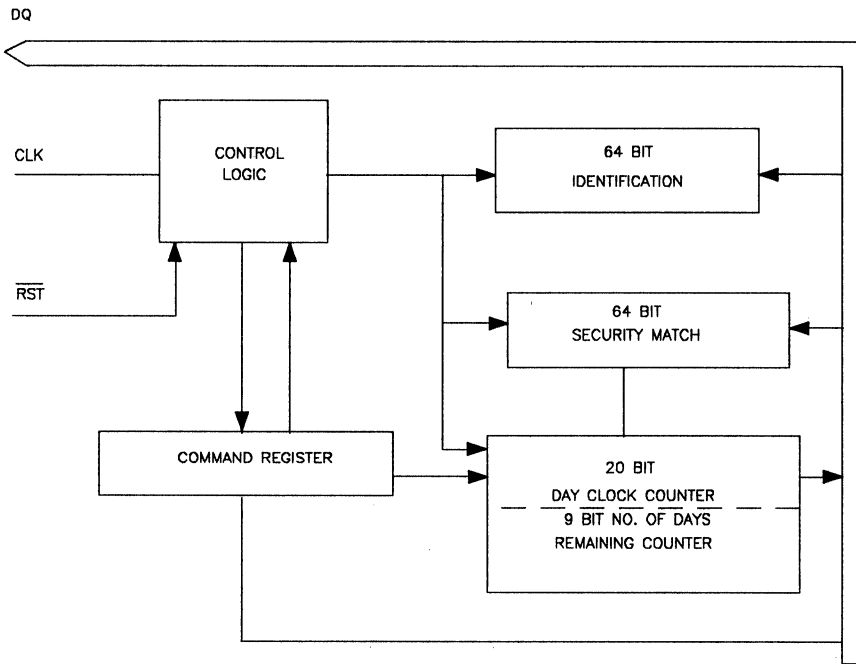 DQ
CLK
CONTROL
LOGIC
64 BIT
IDENTIFICATION
R̅S̅T̅
64 BIT
SECURITY MATCH
COMMAND REGISTER
20 BIT
DAY CLOCK COUNTER
9 BIT NO. OF DAYS
REMAINING COUNTER